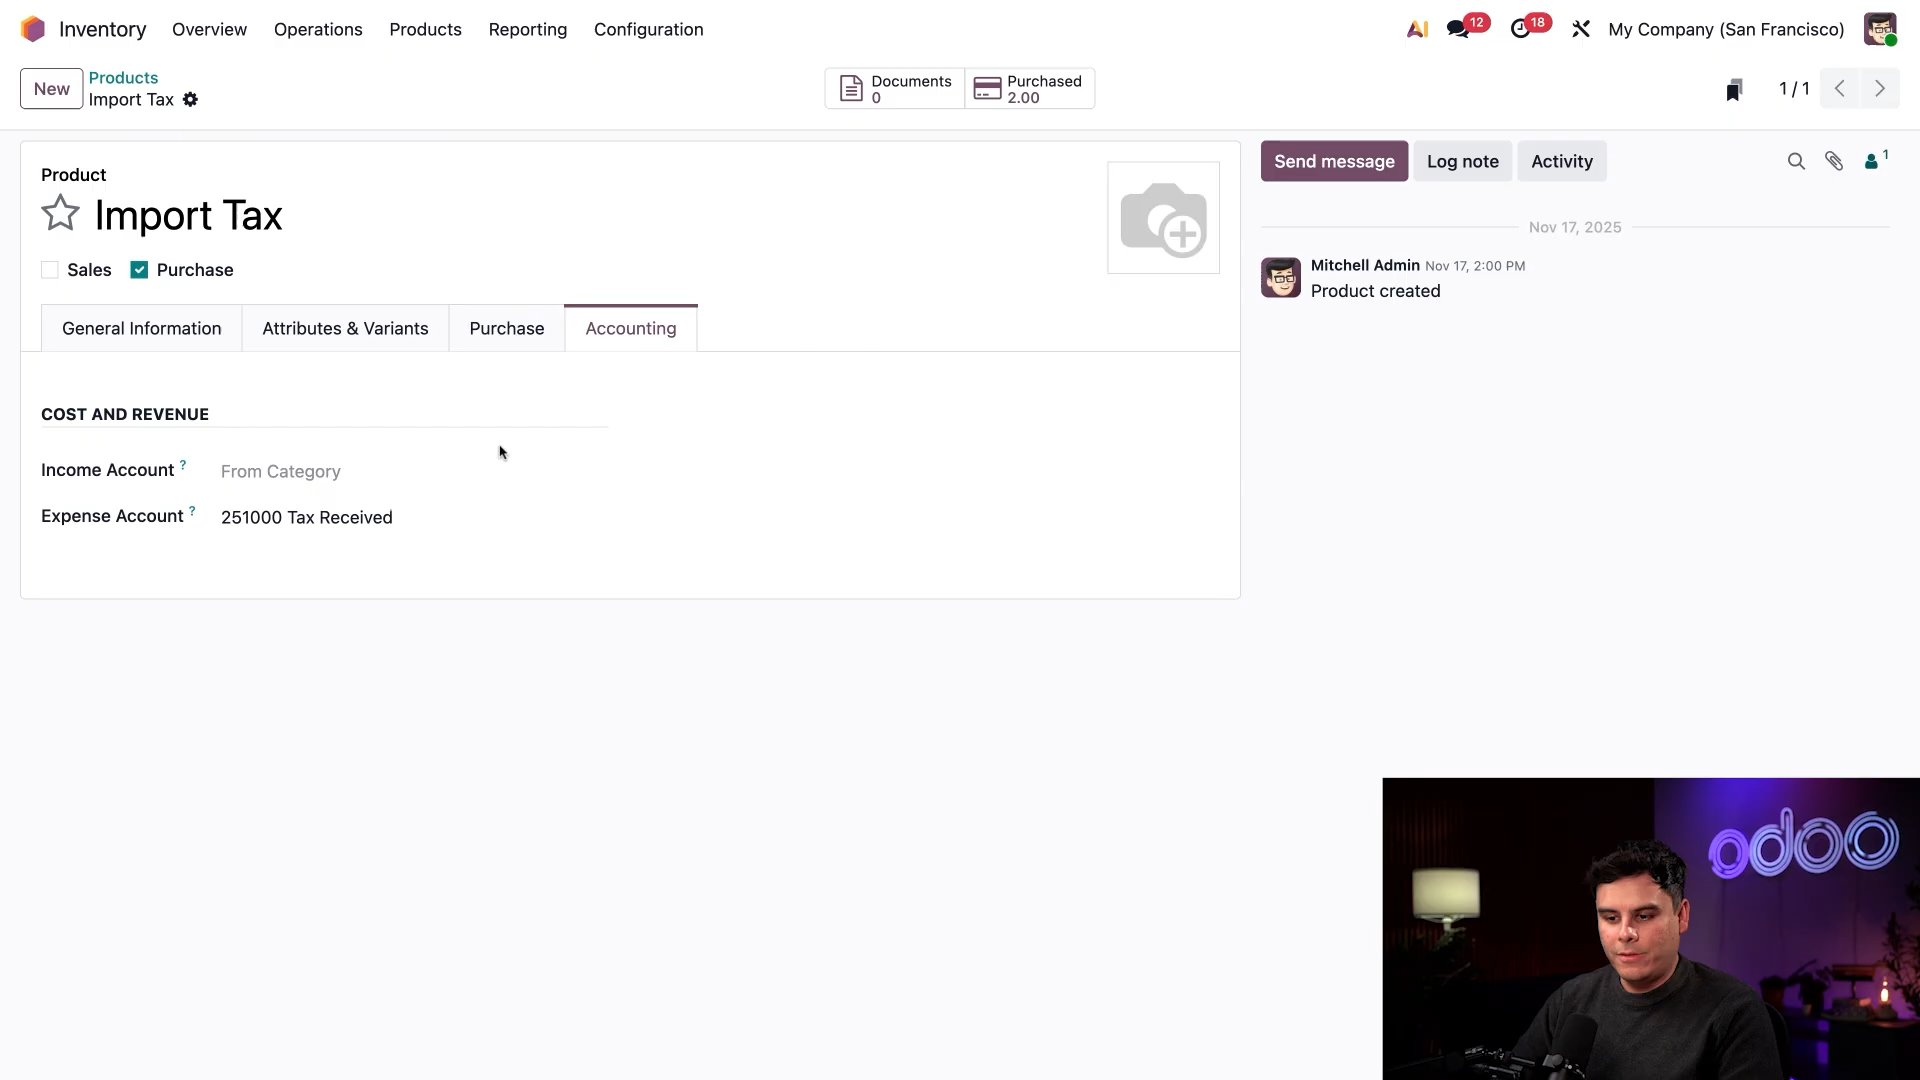 Inventory Overview Operations Products Reporting Configuration
AI 12 18 My Company (San Francisco)
New
Products
Import Tax
Documents
0
Purchased
2.00
1 / 1
Product
Import Tax
Sales Purchase
General Information Attributes & Variants Purchase Accounting
COST AND REVENUE
Income Account ? From Category
Expense Account ? 251000 Tax Received
Send message Log note Activity 1
Nov 17, 2025
Mitchell Admin Nov 17, 2:00 PM
Product created
odoo